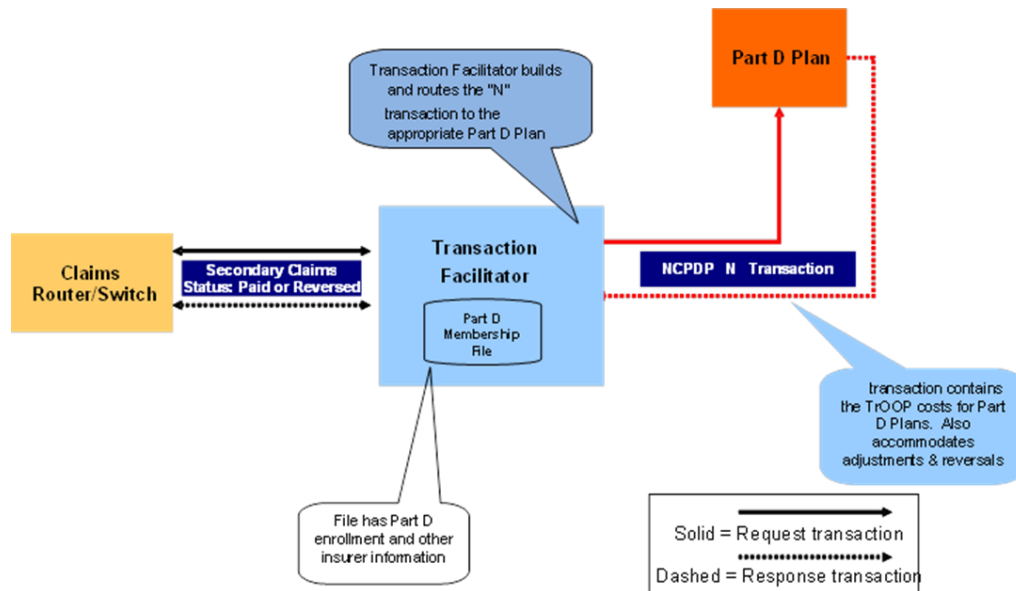 Transaction Facilitator builds
and routes the "N"
transaction to the
appropriate Part D Plan
Part D Plan
Claims
Router/Switch
Secondary Claims
Status: Paid or Reversed
Transaction
Facilitator
Part D
Membership
File
NCPDP N Transaction
transaction contains
the TrOOP costs for Part
D Plans. Also
accommodates
adjustments & reversals
File has Part D
enrollment and other
insurer information
Solid = Request transaction
Dashed = Response transaction